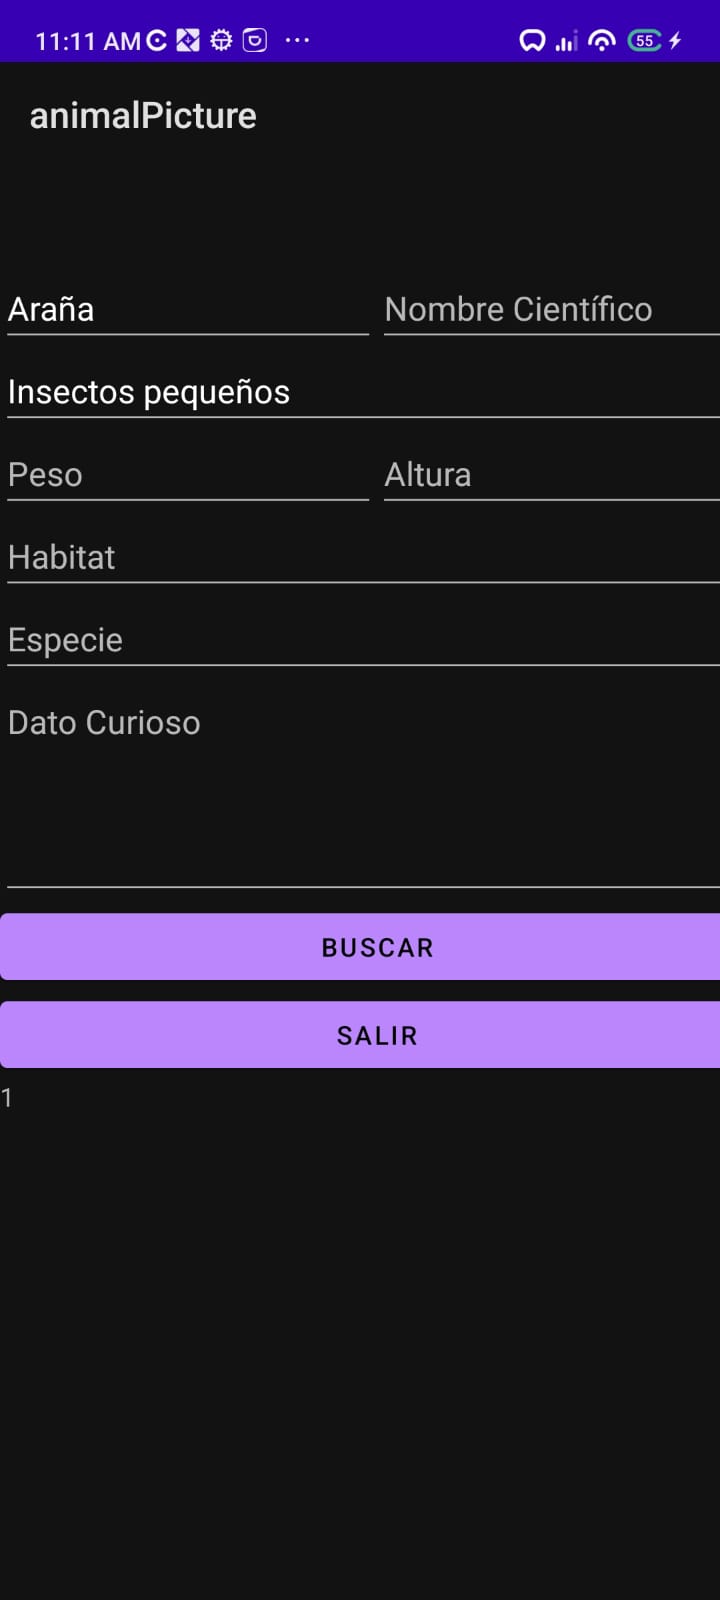 11:11 AM 55
animalPicture
Araña Nombre Científico
Insectos pequeños
Peso Altura
Habitat
Especie
Dato Curioso
BUSCAR
SALIR
1